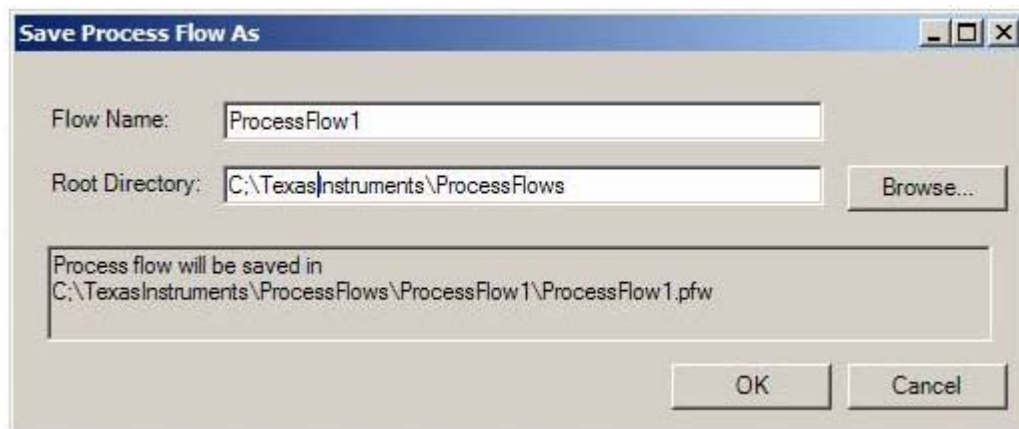 Save Process Flow As
Flow Name: ProcessFlow1
Root Directory: C;\TexasInstruments\ProcessFlows Browse...
Process flow will be saved in
C;\TexasInstruments\ProcessFlows\ProcessFlow1\ProcessFlow1.pfw
OK Cancel